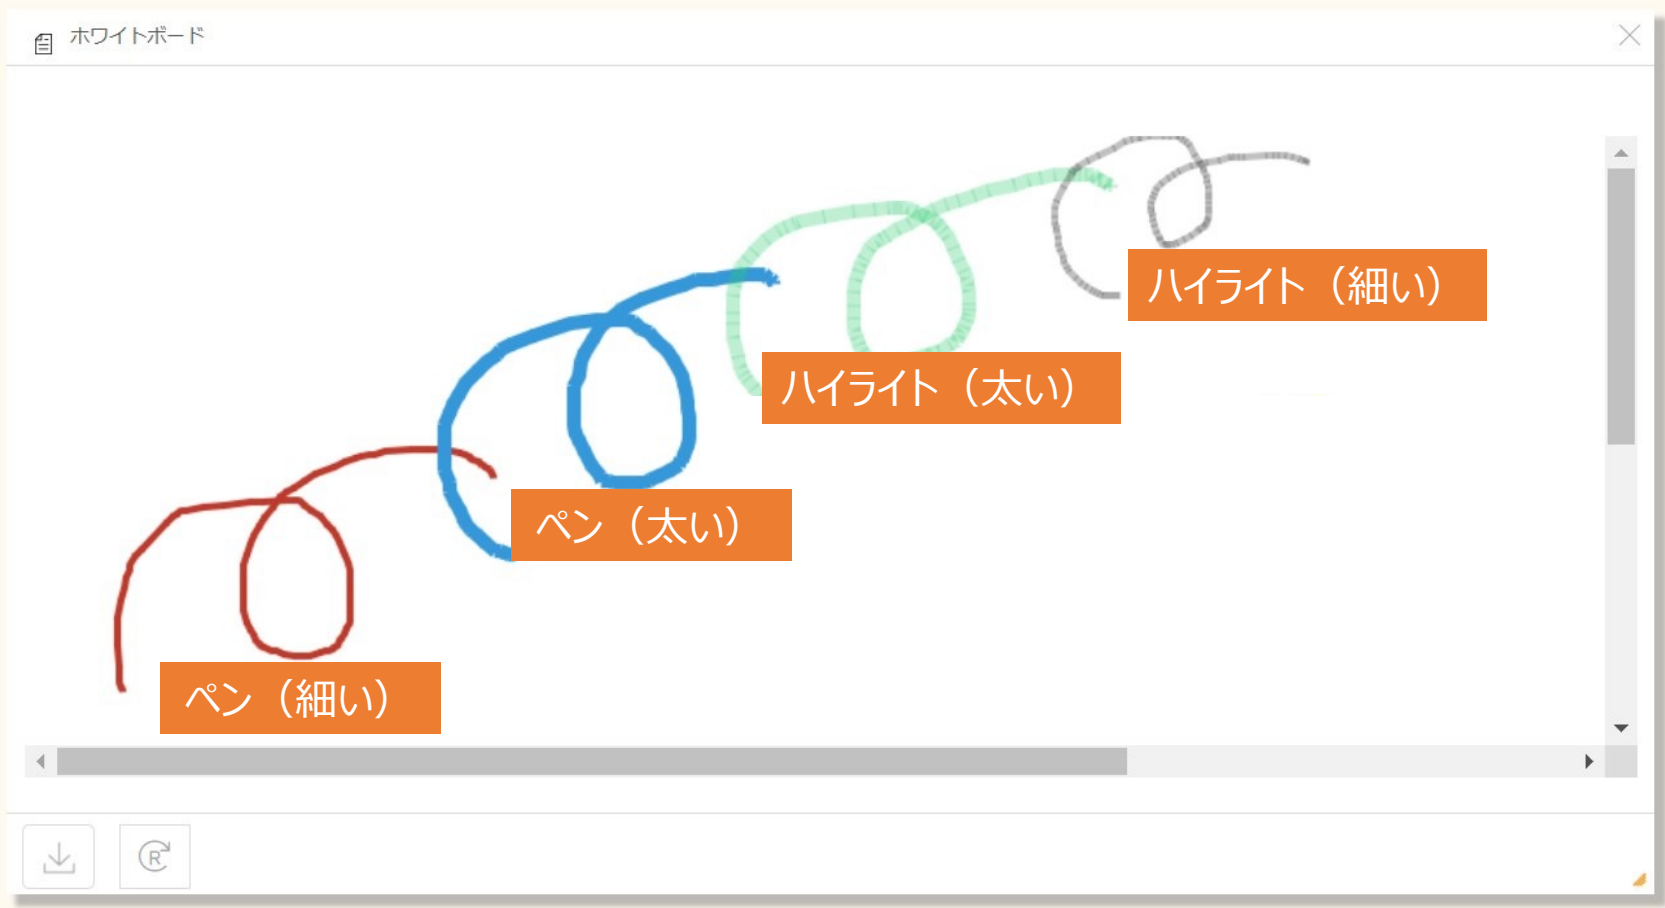 ホワイトボード
ハイライト（細い）
ハイライト（太い）
ペン（太い）
ペン（細い）
R